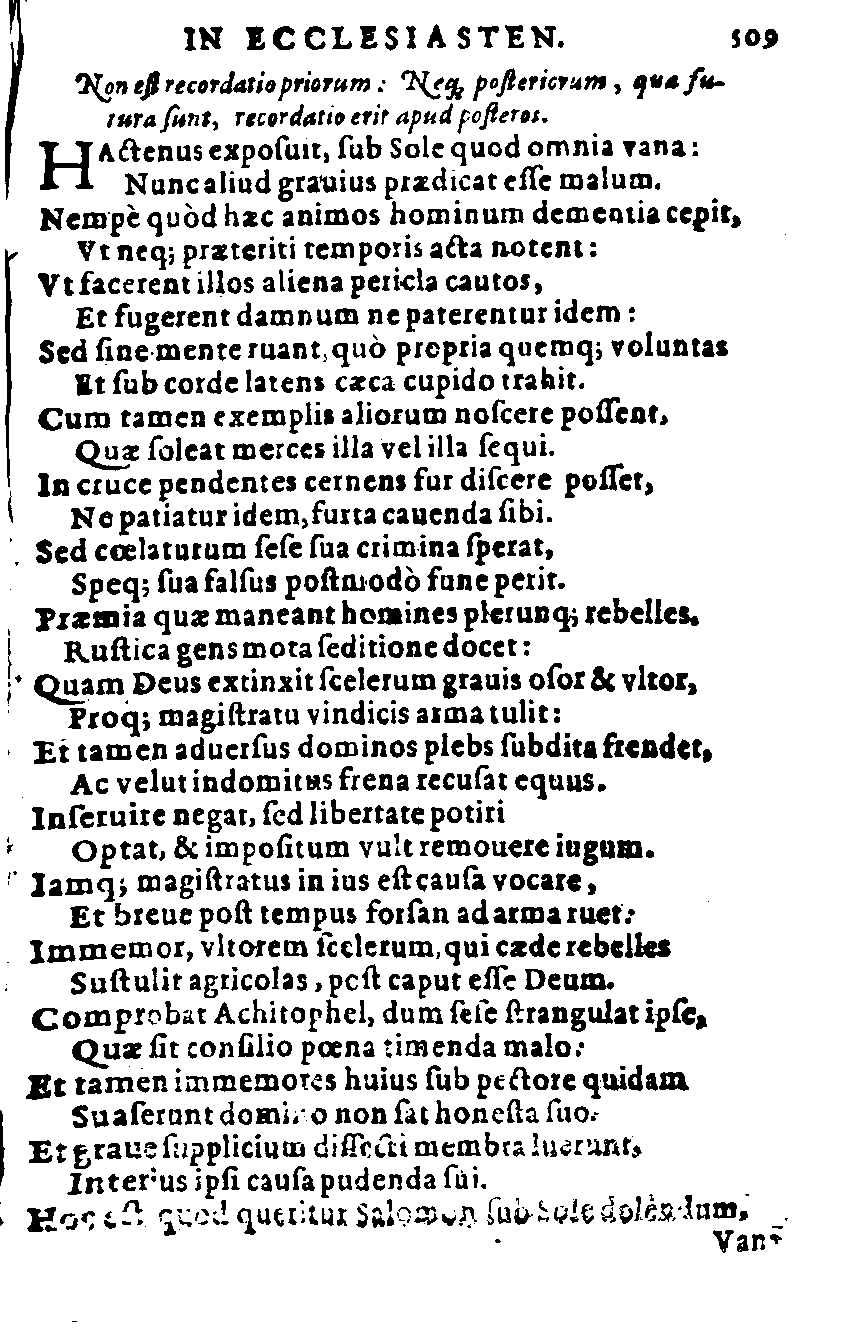 IN ECCLESIASTEN. 509
Non eſt recordatio priorum: Neq; poſteriorum, quæ fu-
tura ſunt, recordatio erit apud poſteros.
HActenus expoſuit, ſub Sole quod omnia vana:
Nunc aliud grauius prædicat eſſe malum.
Nempè quòd hæc animos hominum dementia cepit,
Vt neq; præteriti temporis acta notent:
Vt facerent illos aliena pericla cautos,
Et fugerent damnum ne paterentur idem:
Sed ſine mente ruant, quò propria quemq; voluntas
Et ſub corde latens cæca cupido trahit.
Cum tamen exemplis aliorum noſcere poſſent,
Quæ ſoleat merces illa vel illa ſequi.
In cruce pendentes cernens fur diſcere poſſet,
Ne patiatur idem, furta cauenda ſibi.
Sed cœlaturum ſeſe ſua crimina ſperat,
Speq; ſua falſus poſtmodò fune perit.
Præmia quæ maneant homines plerunq; rebelles.
Ruſtica gens mota ſeditione docet:
Quam Deus extinxit ſcelerum grauis oſor & vltor,
Proq; magiſtratu vindicis arma tulit:
Et tamen aduerſus dominos plebs ſubdita frendet,
Ac velut indomitus frena recuſat equus.
Inſeruire negat, ſed libertate potiri
Optat, & impoſitum vult remouere iugum.
Iamq; magiſtratus in ius eſt cauſa vocare,
Et breue poſt tempus forſan ad arma ruet:
Immemor, vltorem ſcelerum, qui cæde rebelles
Suſtulit agricolas, poſt caput eſſe Deum.
Comprobat Achitophel, dum ſeſe ſtrangulat ipſe,
Quæ ſit conſilio pœna timenda malo:
Et tamen immemores huius ſub pectore quidam
Suaſerunt domino non ſat honeſta ſuo:
Et graue ſupplicium diſſecti membra luerunt,
Interitus ipſi cauſa pudenda ſui.
Hoc eſt quod queritur Salomon ſub Sole dolendum,
Van